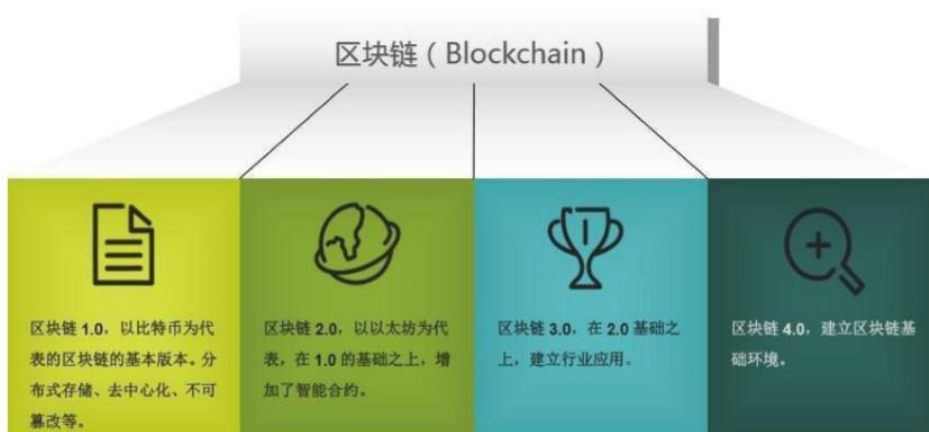 区块链（Blockchain）
区块链 1.0，以比特币为代
表的区块链的基本版本。分
布式存储、去中心化、不可
篡改等。
区块链 2.0，以以太坊为代
表，在 1.0 的基础之上，增
加了智能合约。
区块链 3.0，在 2.0 基础之
上，建立行业应用。
区块链 4.0，建立区块链基
础环境。